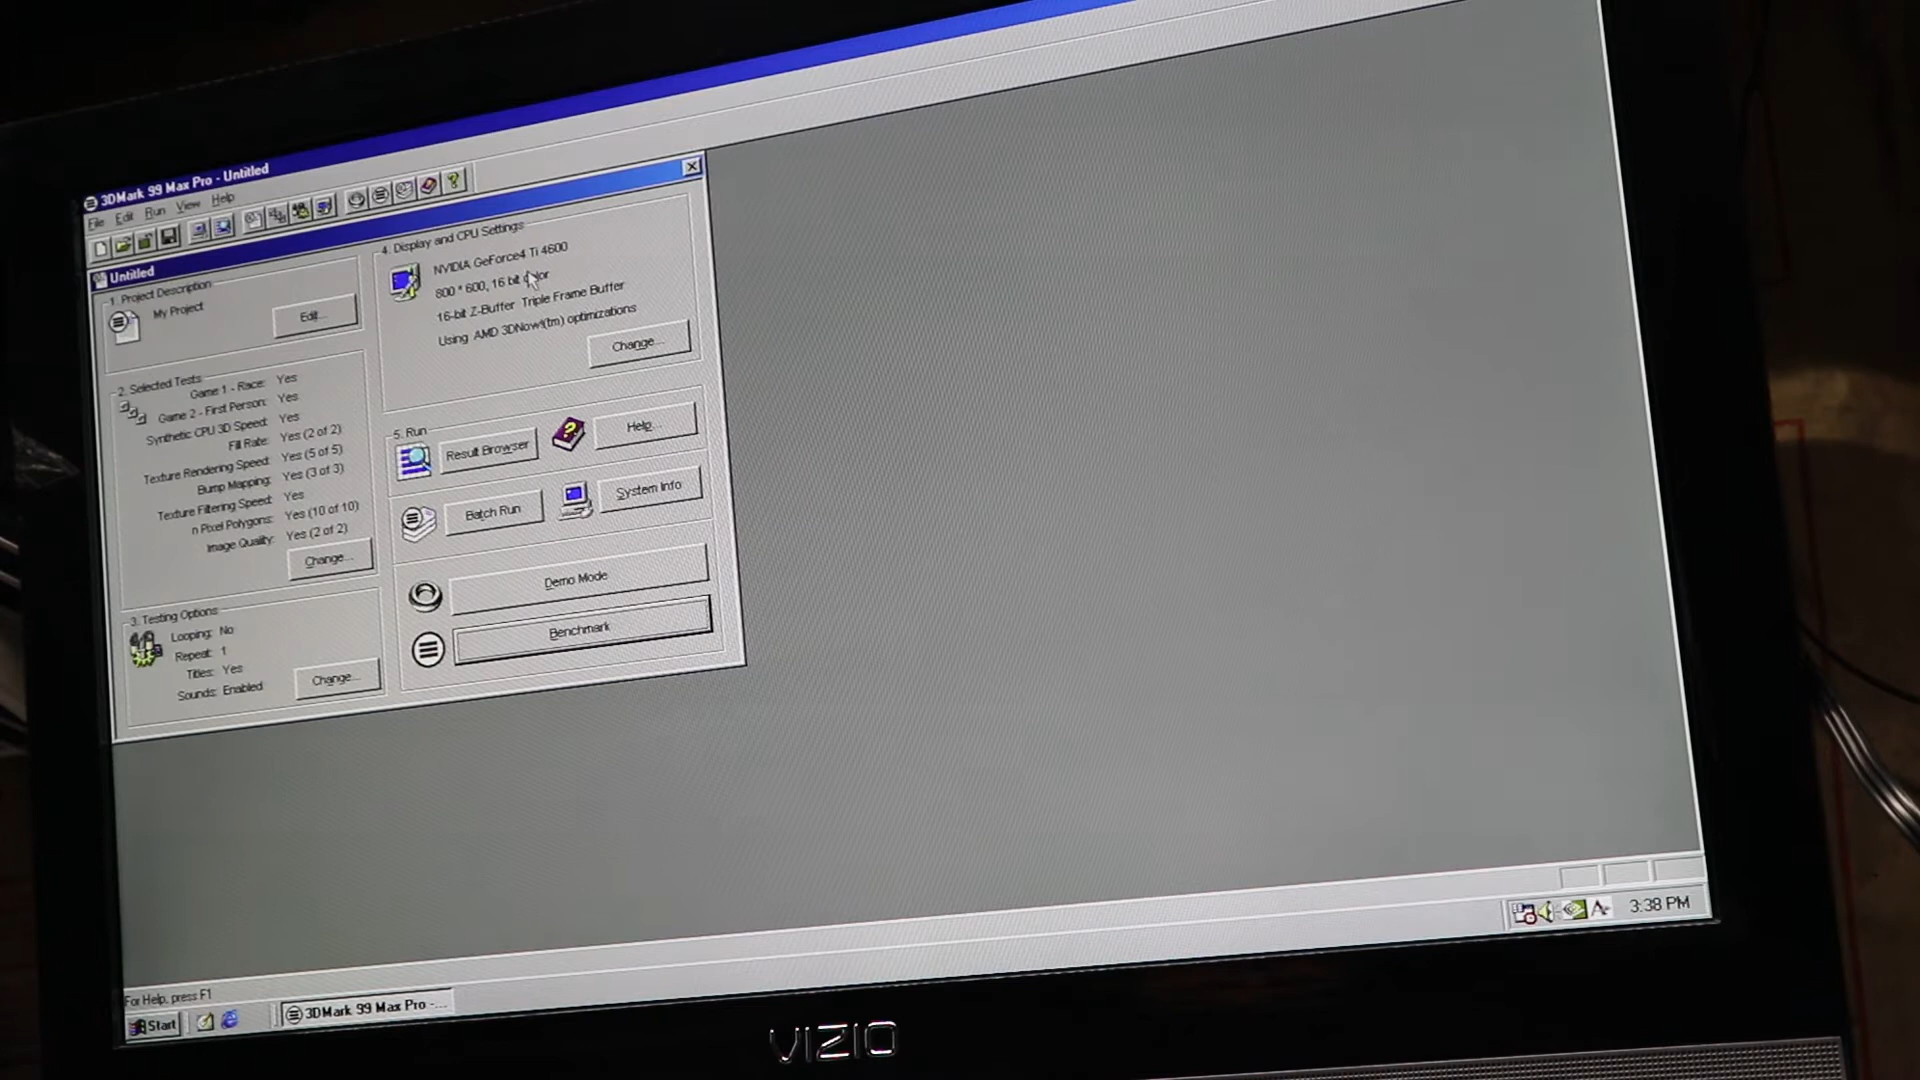 3DMark 99 Max Pro - Untitled
File Edit Run View Help
Untitled
1. Project Description
My Project
Edit...
2. Selected Tests
Game 1 - Race: Yes
Game 2 - First Person: Yes
Synthetic CPU 3D Speed: Yes
Fill Rate: Yes (2 of 2)
Texture Rendering Speed: Yes (5 of 5)
Bump Mapping: Yes (3 of 3)
Texture Filtering Speed: Yes
n Pixel Polygons: Yes (10 of 10)
Image Quality: Yes (2 of 2)
Change...
3. Testing Options
Looping: No
Repeat: 1
Titles: Yes
Sounds: Enabled
Change...
4. Display and CPU Settings
NVIDIA GeForce4 Ti 4600
800 * 600, 16 bit color
16-bit Z-Buffer Triple Frame Buffer
Using AMD 3DNow!(tm) optimizations
Change...
5. Run
Result Browser
Help...
Batch Run
System Info
Demo Mode
Benchmark
For Help, press F1
Start
3DMark 99 Max Pro -...
3:38 PM
VIZIO